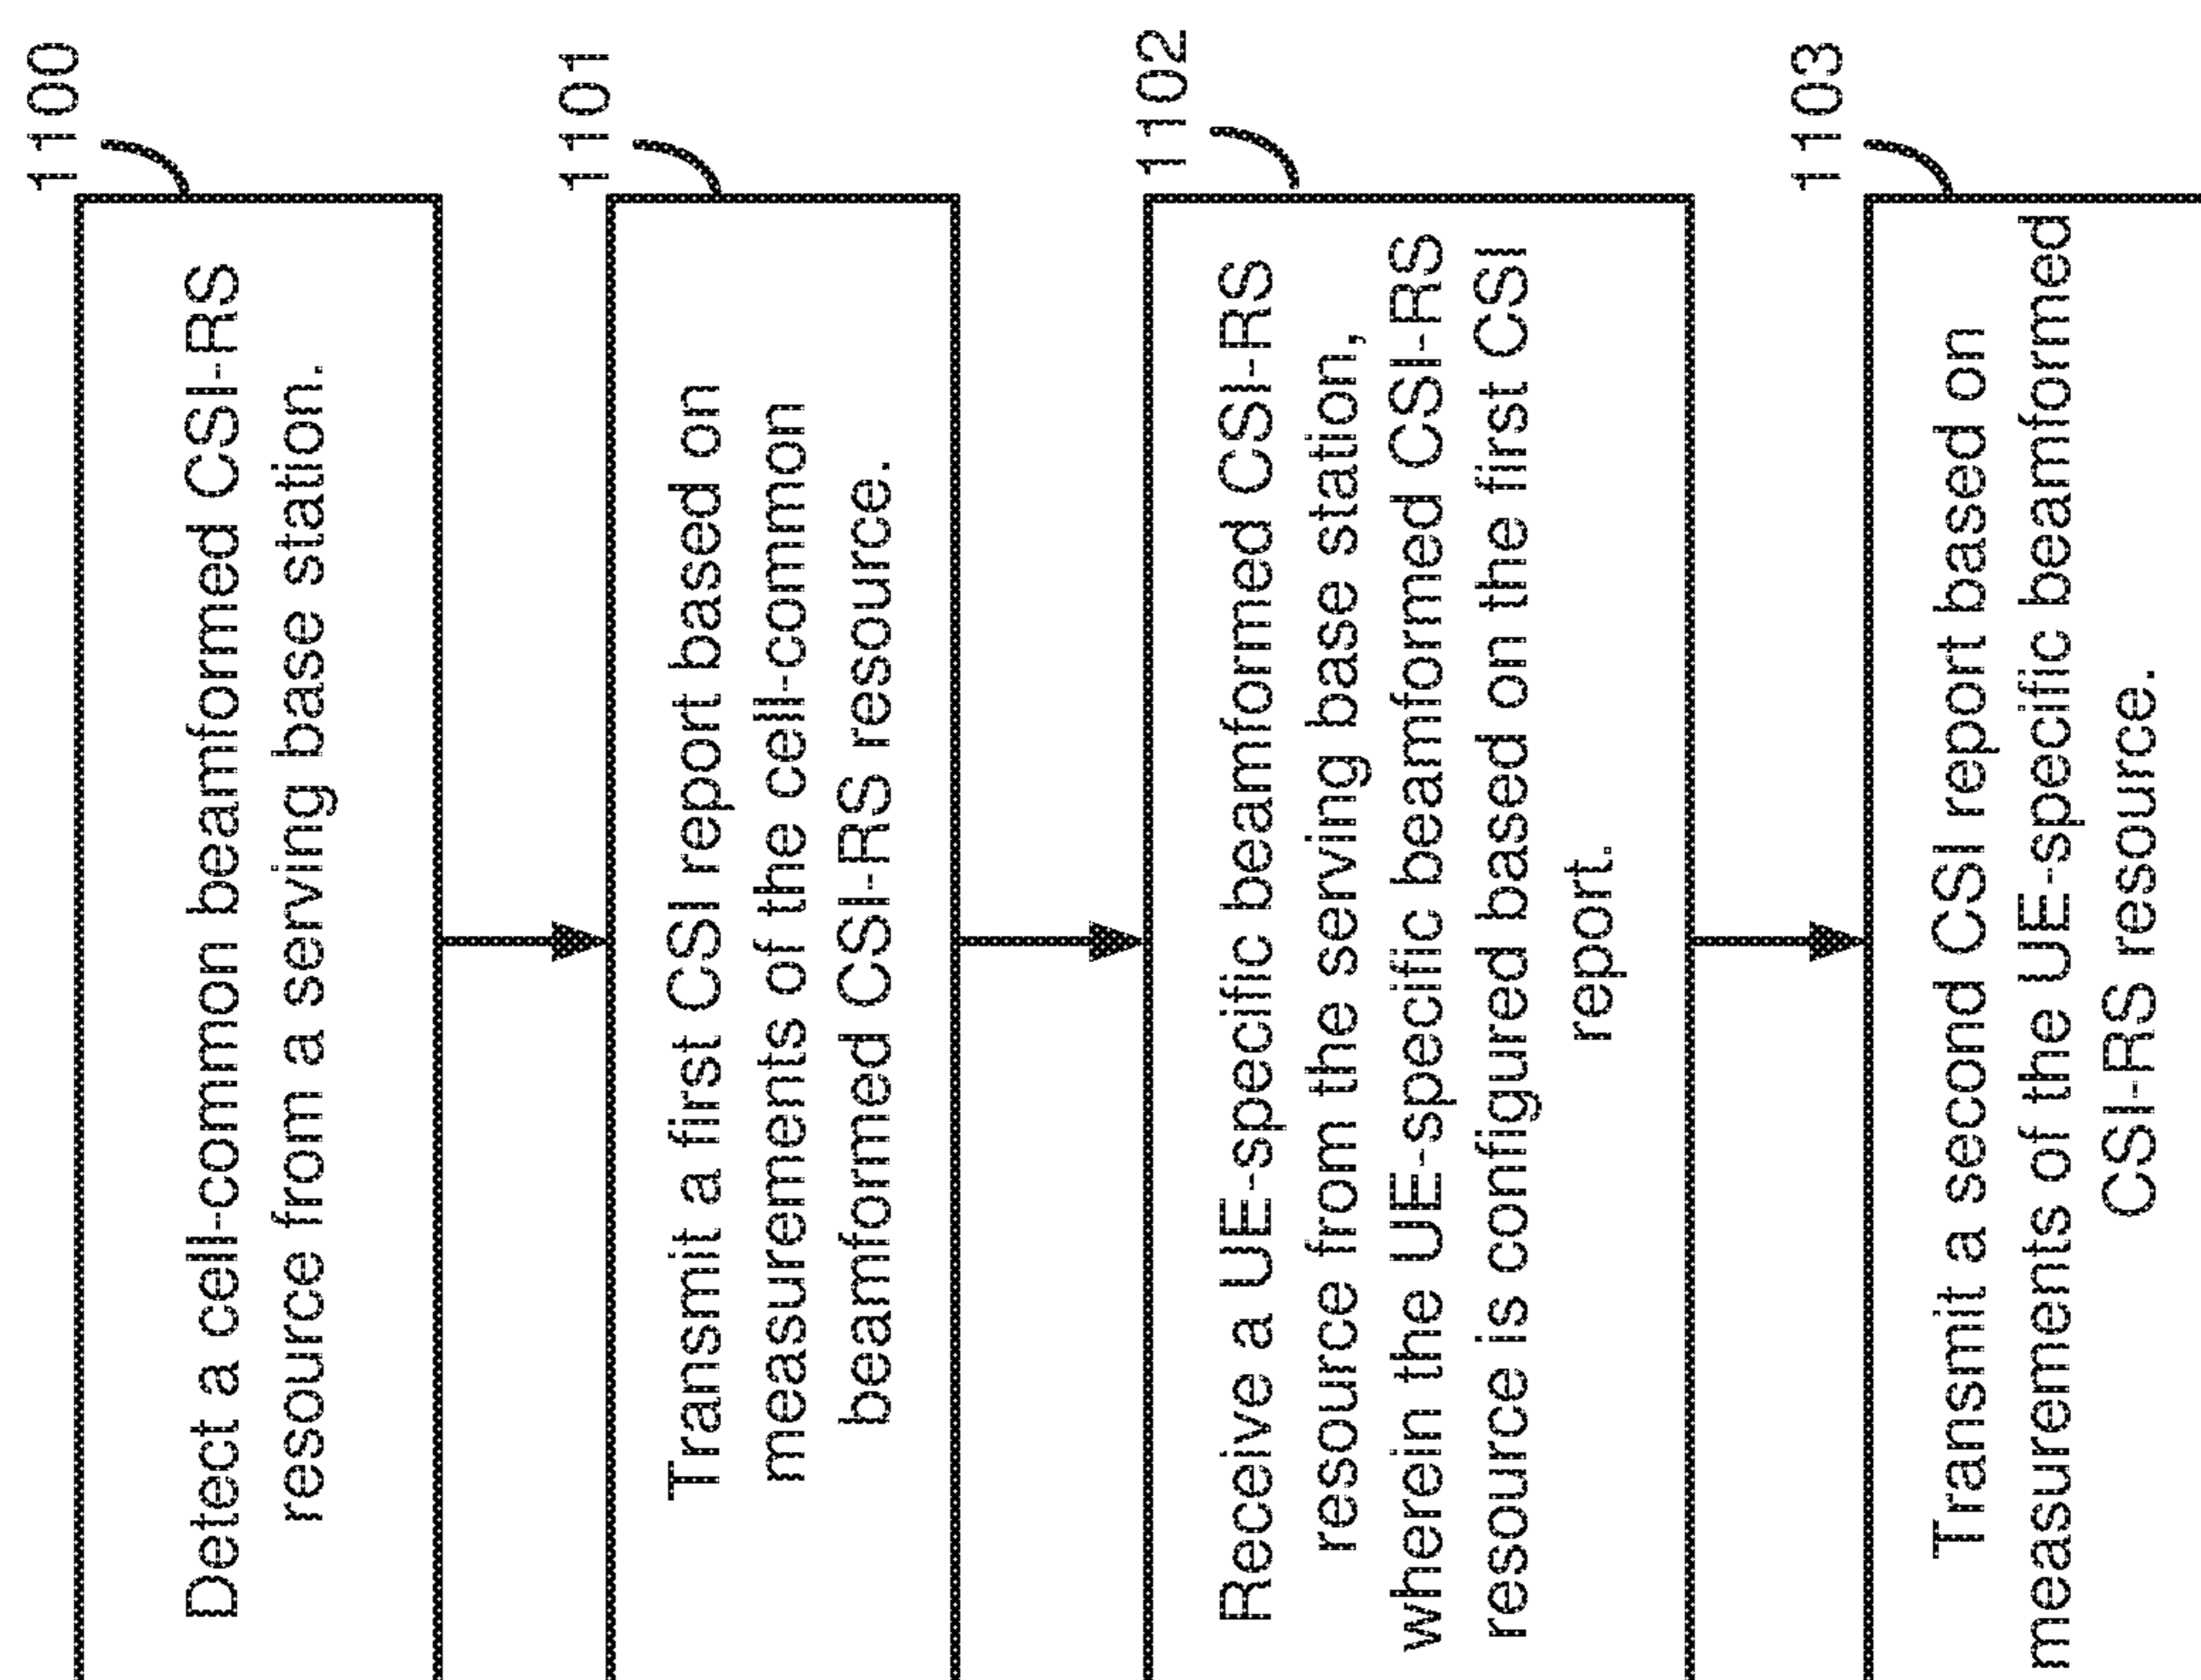 1100
Detect a cell-common beamformed CSI-RS
resource from a serving base station.
1101
Transmit a first CSI report based on
measurements of the cell-common
beamformed CSI-RS resource.
1102
Receive a UE-specific beamformed CSI-RS
resource from the serving base station,
wherein the UE-specific beamformed CSI-RS
resource is configured based on the first CSI
report.
1103
Transmit a second CSI report based on
measurements of the UE-specific beamformed
CSI-RS resource.